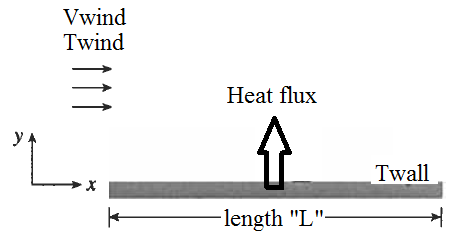 Vwind
Twind
Heat flux
y
x
Twall
length "L"